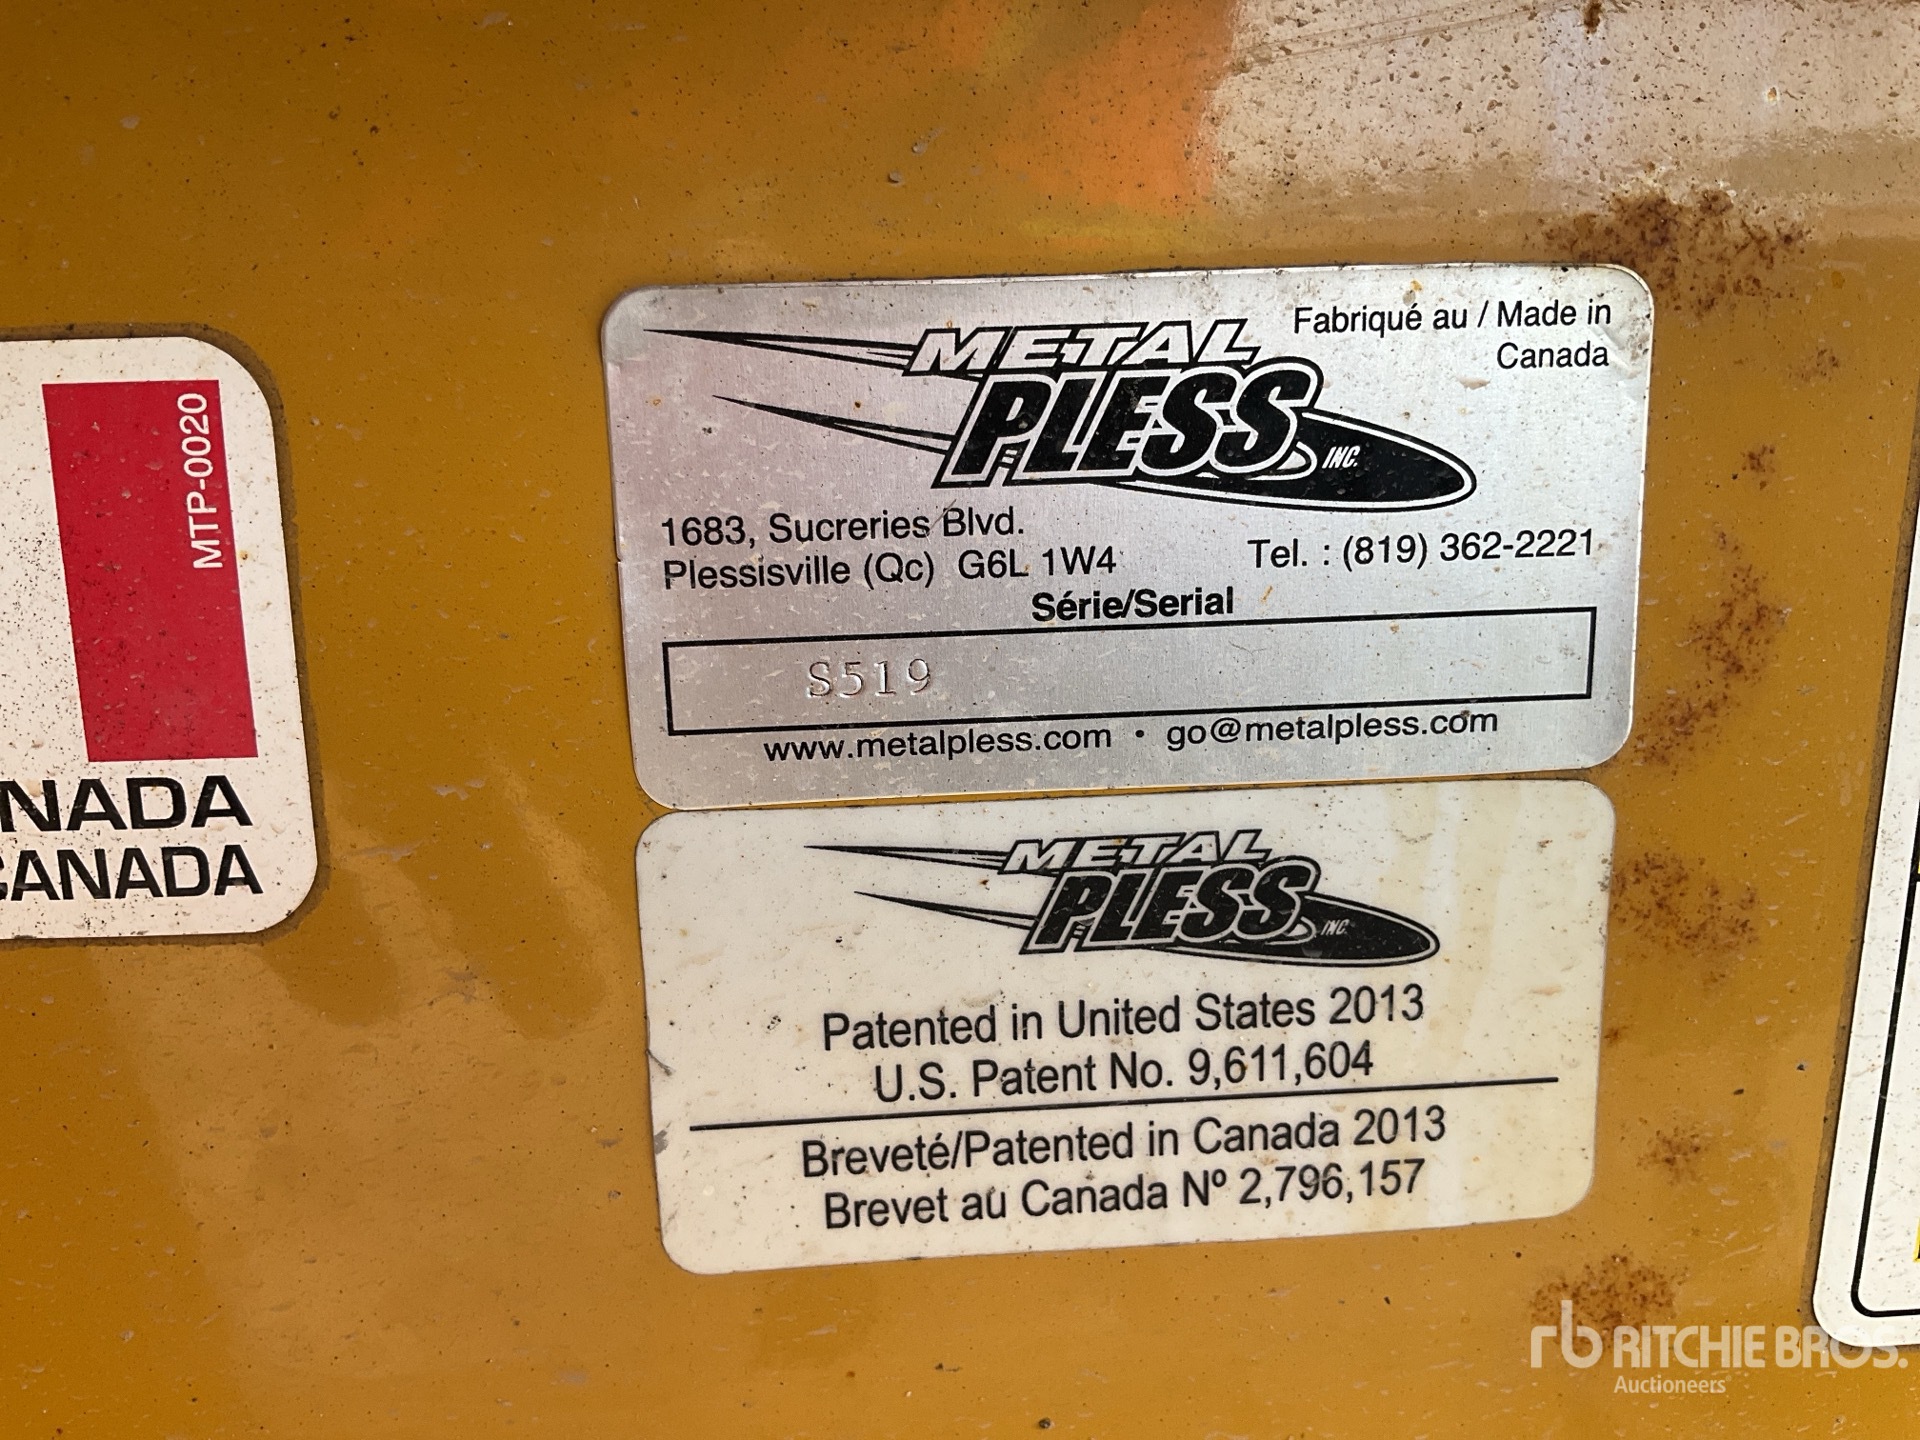 MTP-0020
NADA
CANADA
METAL
PLESS INC.
Fabriqué au / Made in
Canada
1683, Sucreries Blvd.
Plessisville (Qc) G6L 1W4
Tel. : (819) 362-2221
Série/Serial
S519
www.metalpless.com • go@metalpless.com
METAL
PLESS INC.
Patented in United States 2013
U.S. Patent No. 9,611,604
Breveté/Patented in Canada 2013
Brevet au Canada Nº 2,796,157
rb RITCHIE BROS.
Auctioneers